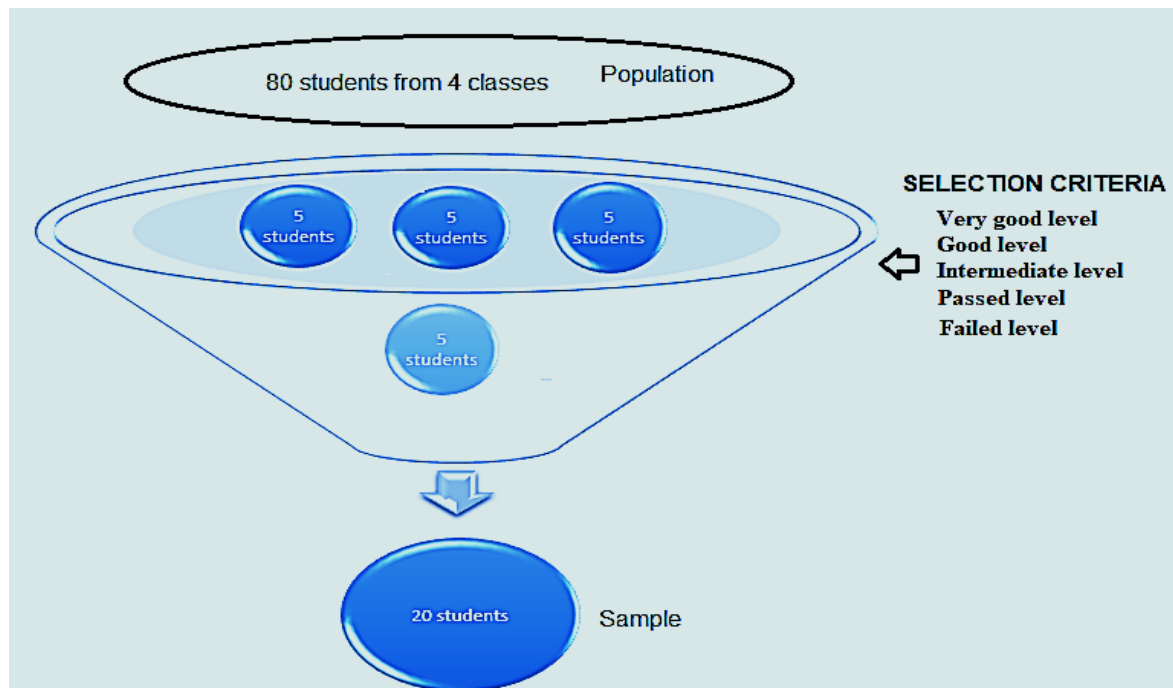 80 students from 4 classes
Population
5
students
5
students
5
students
SELECTION CRITERIA
Very good level
Good level
Intermediate level
Passed level
Failed level
5
students
20 students
Sample